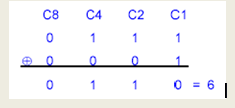 C8 C4 C2 C1
0 1 1 1
⊕ 0 0 0 1
0 1 1 0 = 6